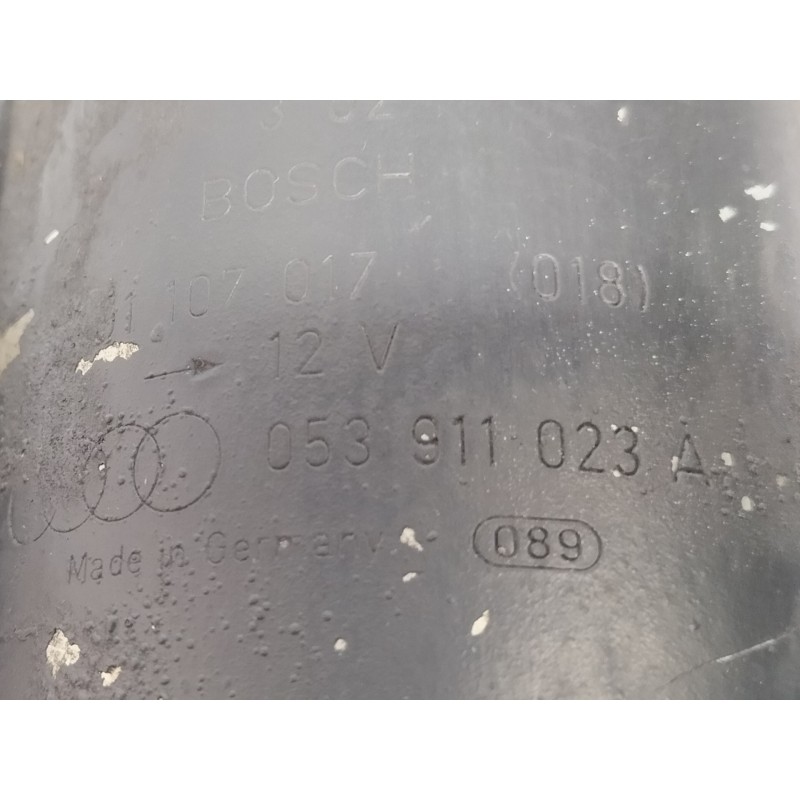 BOSCH
107 017 (018)
12 V
053 911 023 A
Made in Germany
089